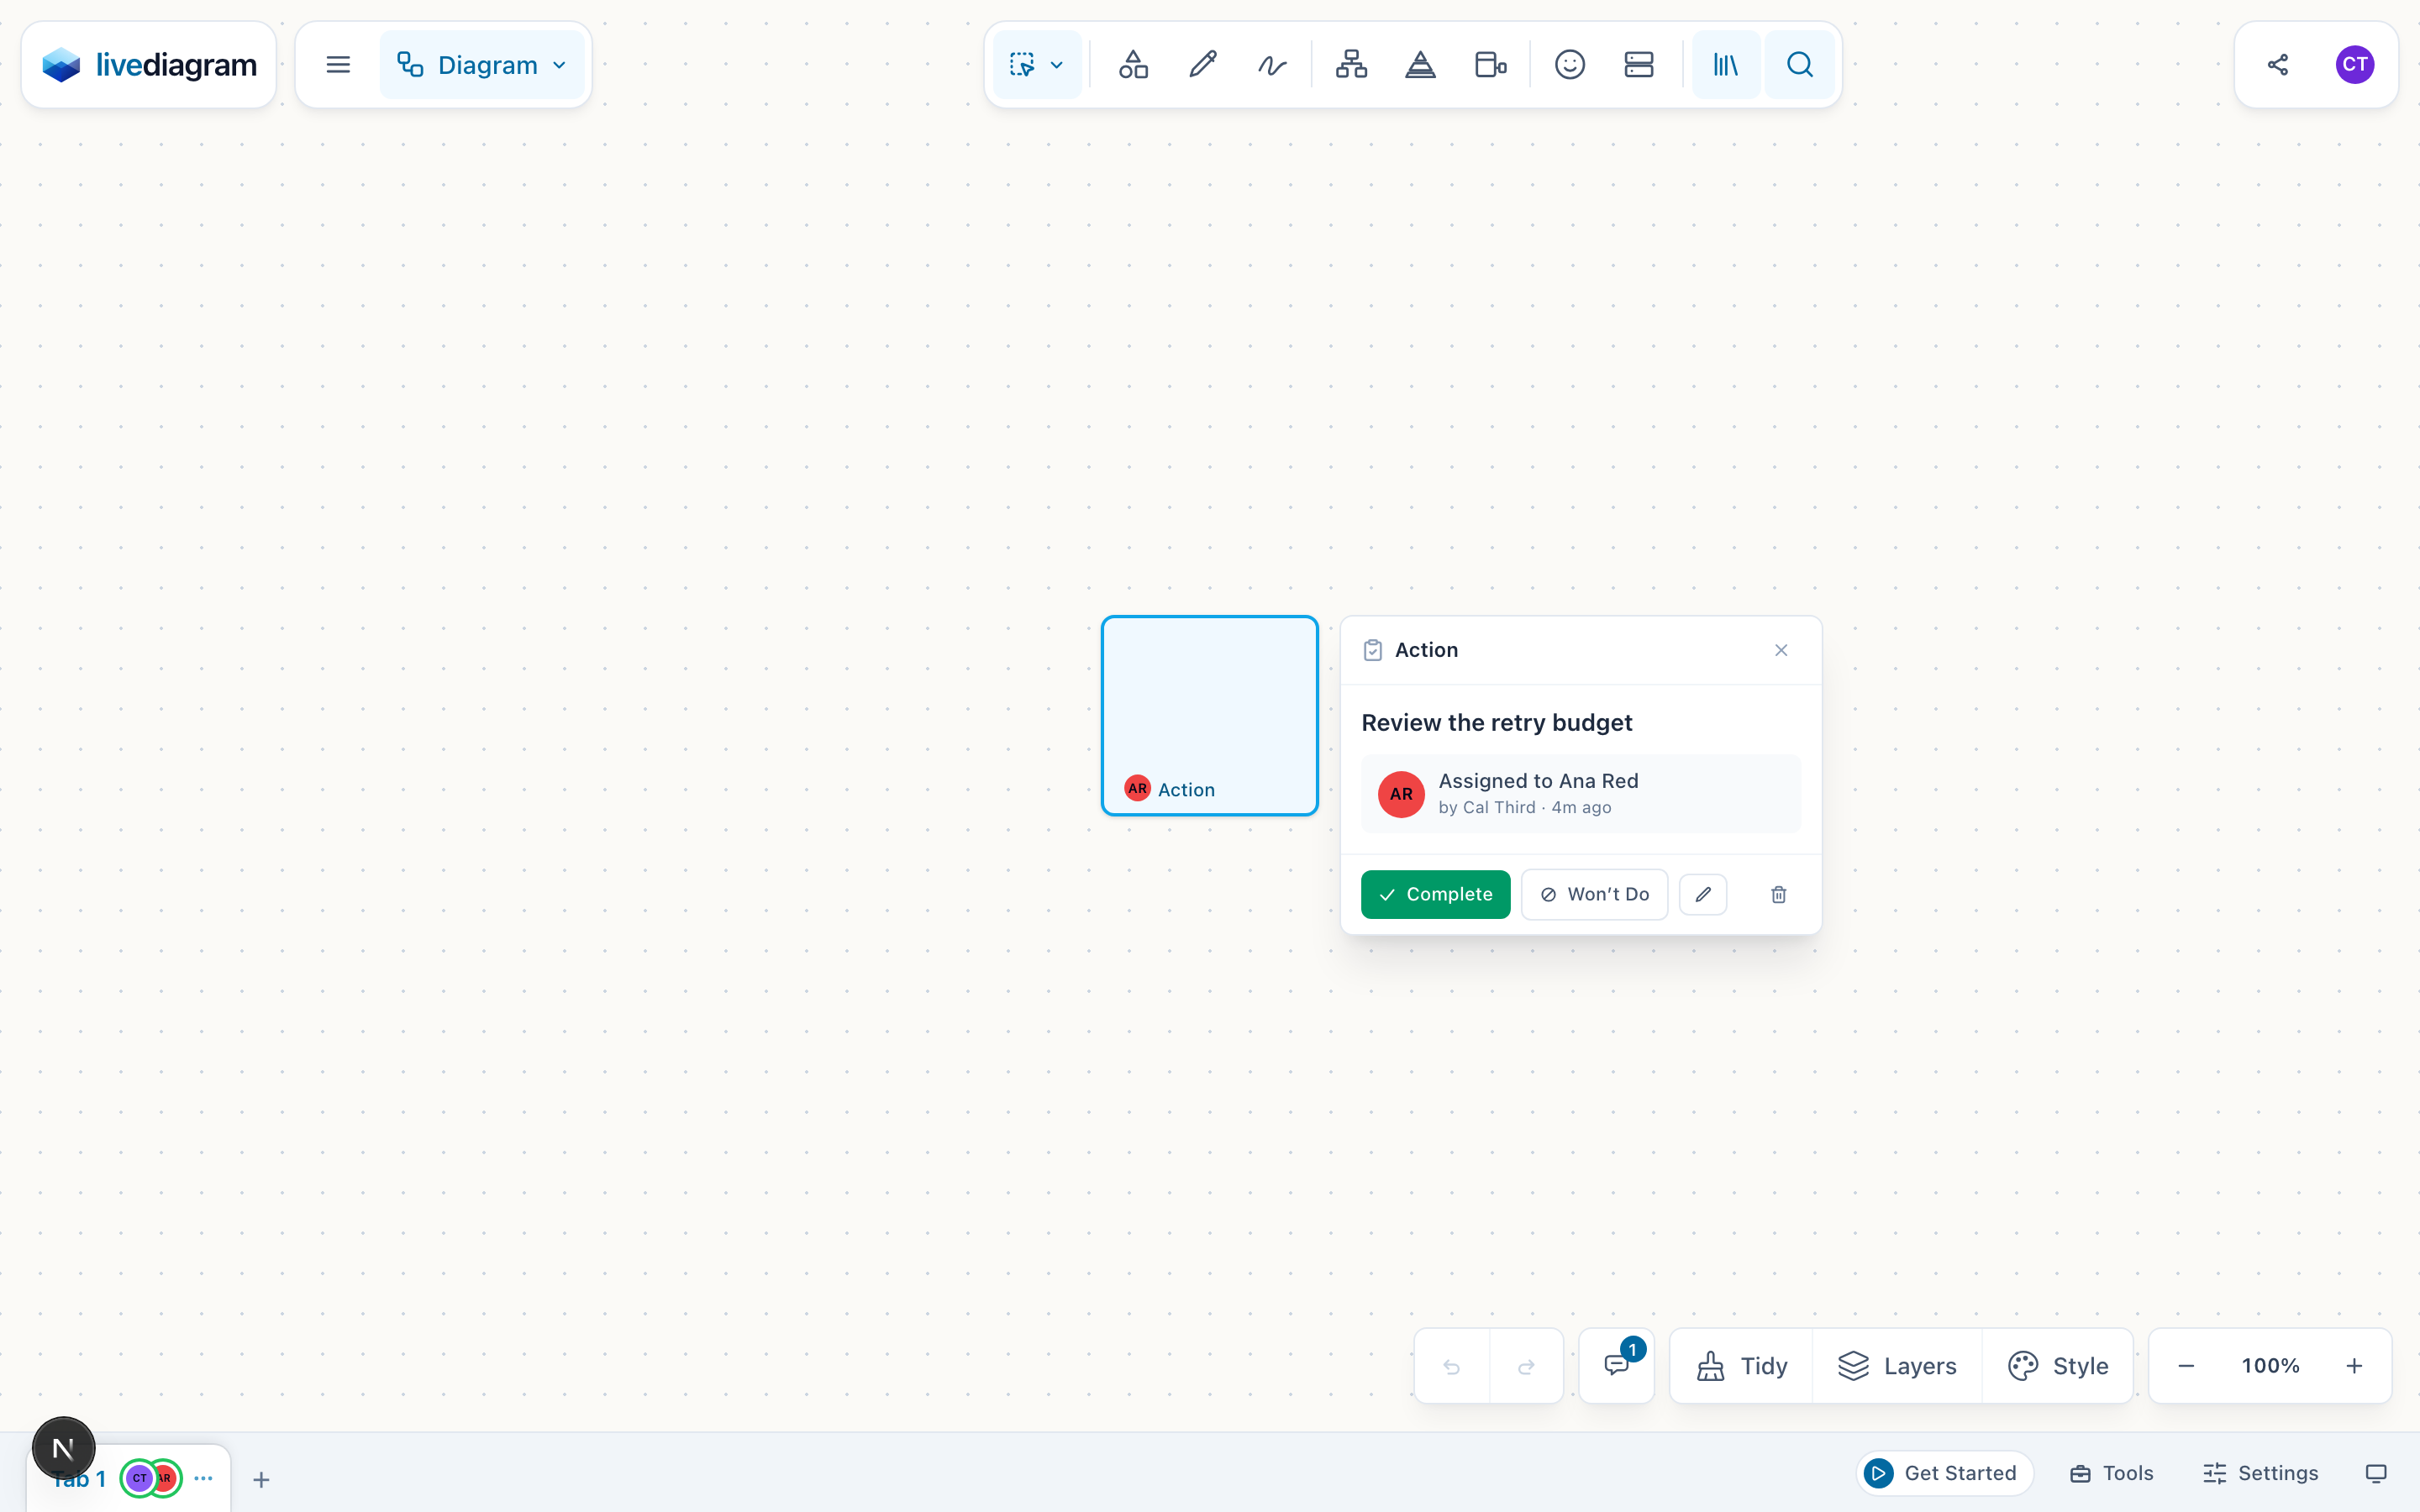 livediagram
Diagram
CT
Action
Review the retry budget
AR
Assigned to Ana Red
by Cal Third · 4m ago
AR Action
Complete
Won’t Do
1
Tidy
Layers
Style
100%
N
Tab 1
CT
AR
Get Started
Tools
Settings